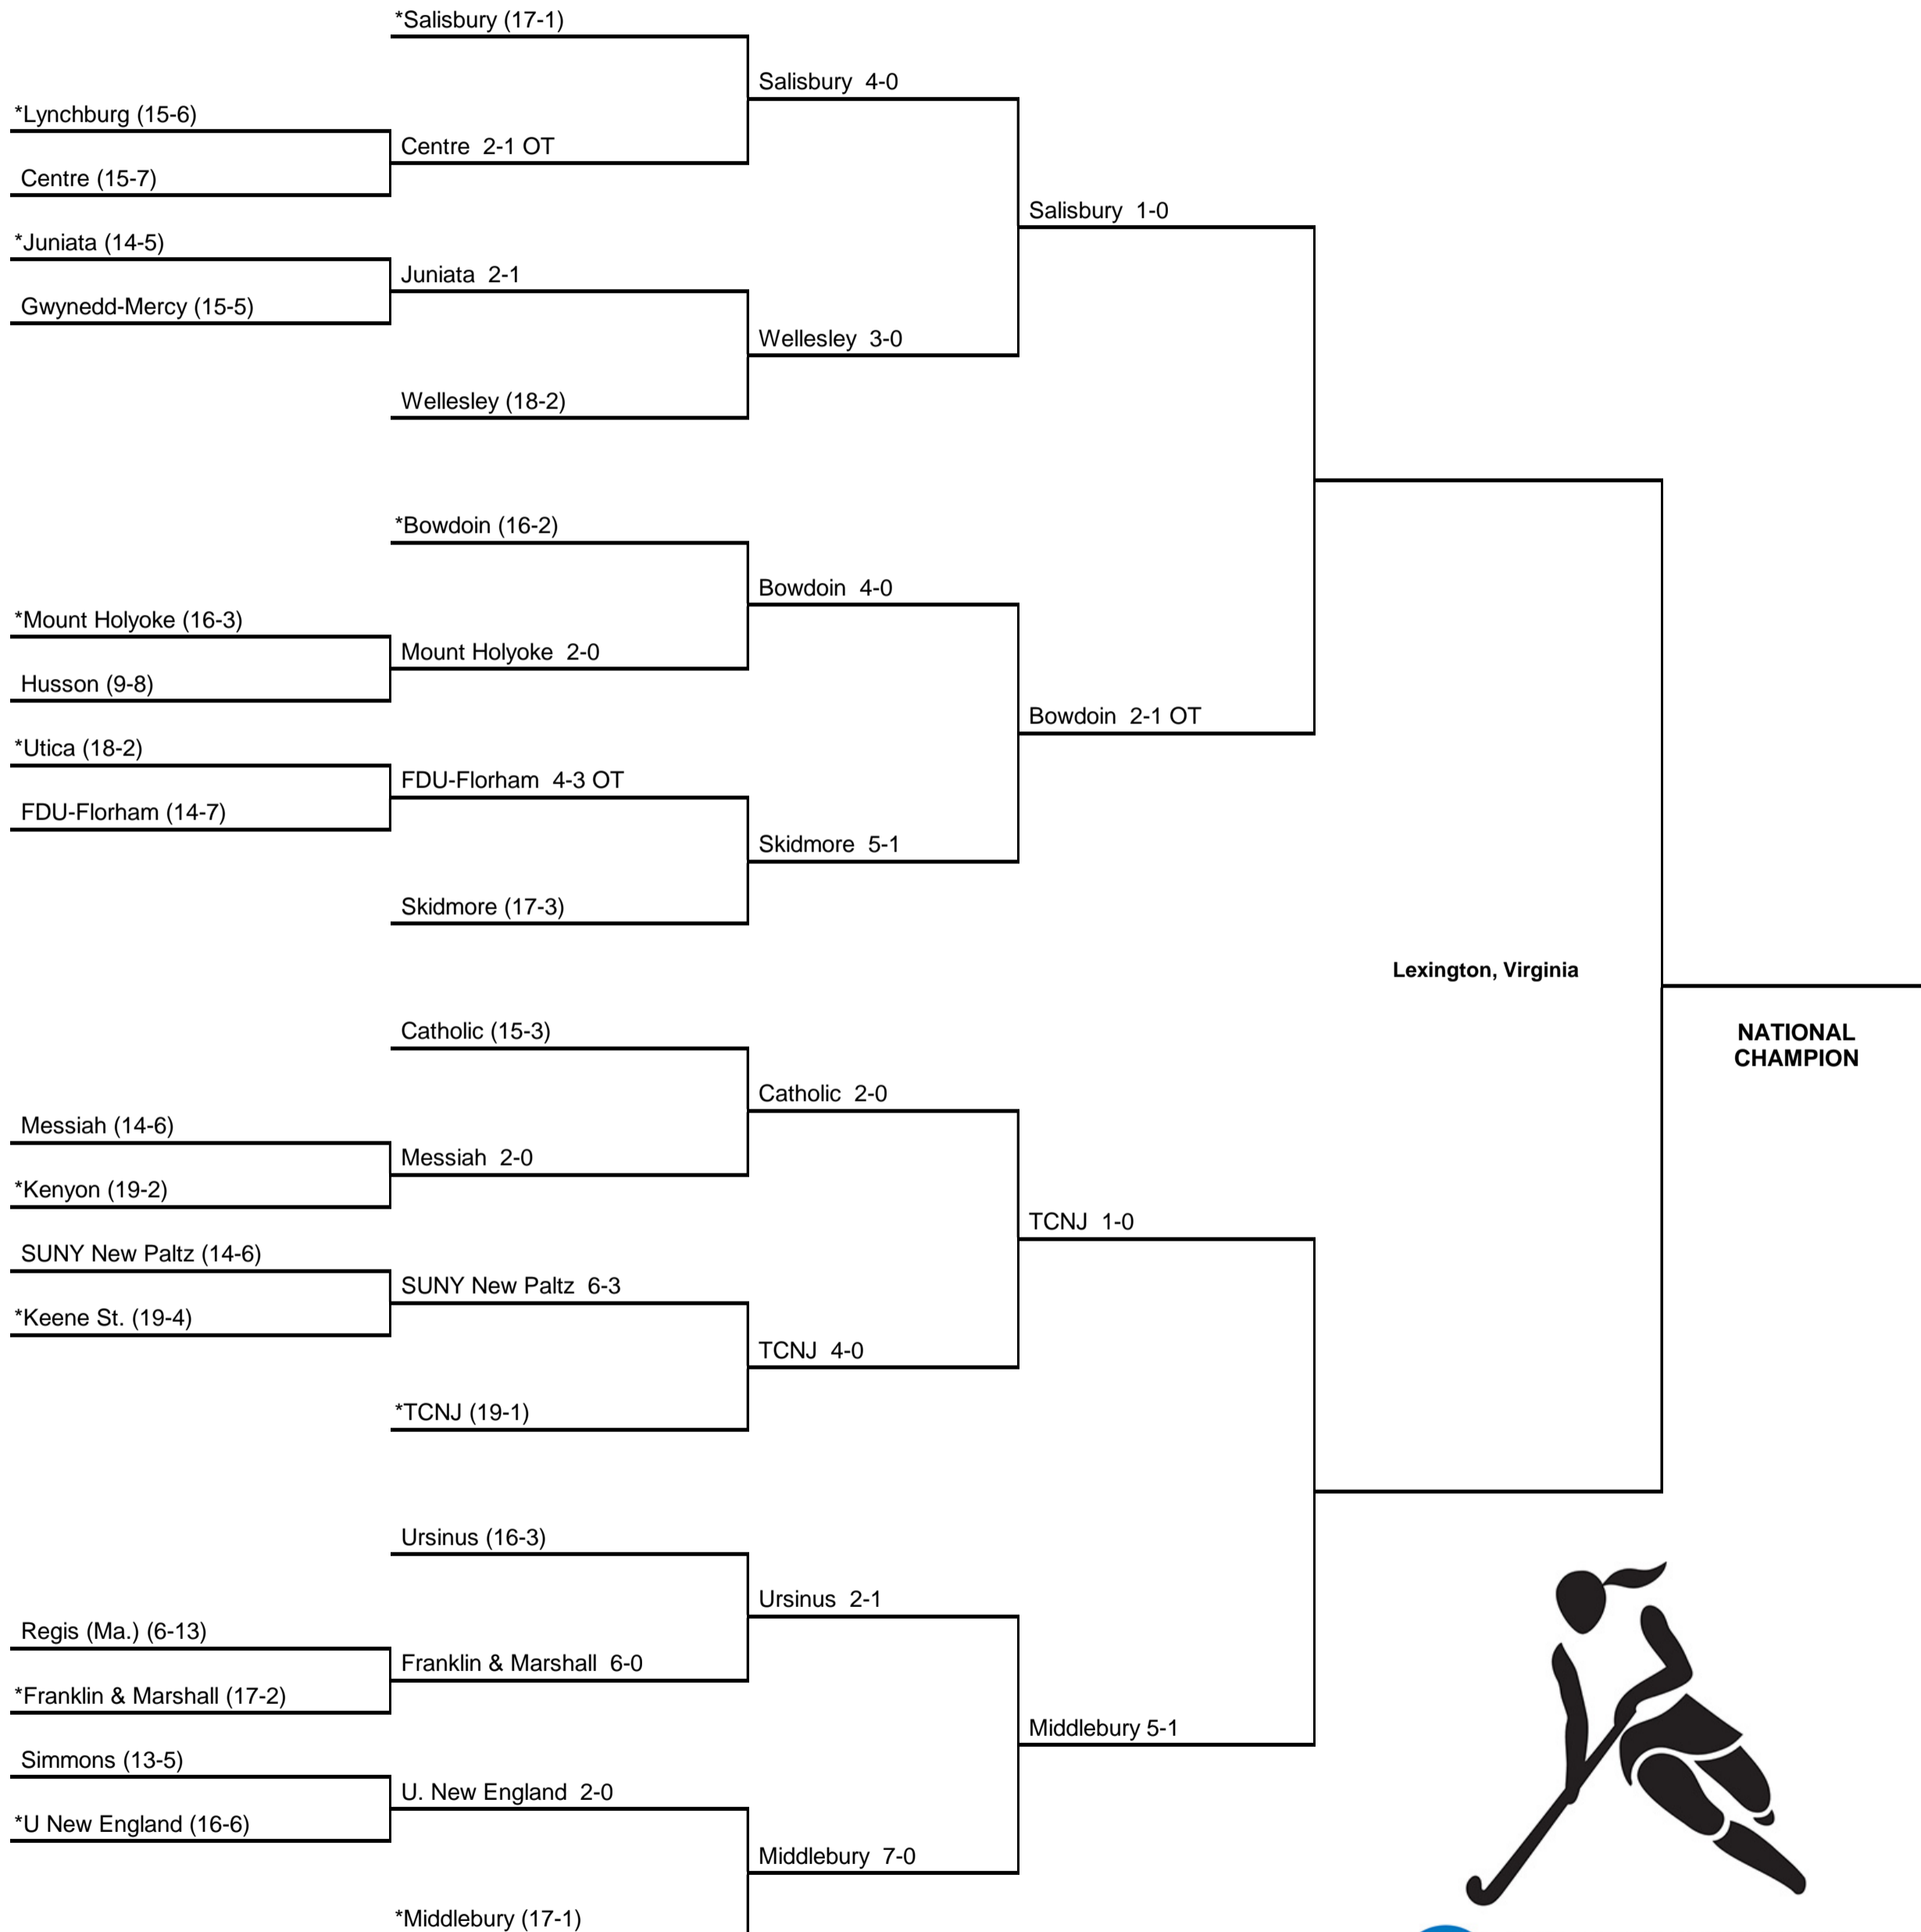 *Salisbury (17-1)
Salisbury 4-0
*Lynchburg (15-6)
Centre 2-1 OT
Centre (15-7)
Salisbury 1-0
*Juniata (14-5)
Juniata 2-1
Gwynedd-Mercy (15-5)
Wellesley 3-0
Wellesley (18-2)
*Bowdoin (16-2)
Bowdoin 4-0
*Mount Holyoke (16-3)
Mount Holyoke 2-0
Husson (9-8)
Bowdoin 2-1 OT
*Utica (18-2)
FDU-Florham 4-3 OT
FDU-Florham (14-7)
Skidmore 5-1
Skidmore (17-3)
Lexington, Virginia
Catholic (15-3)
NATIONAL
CHAMPION
Catholic 2-0
Messiah (14-6)
Messiah 2-0
*Kenyon (19-2)
TCNJ 1-0
SUNY New Paltz (14-6)
SUNY New Paltz 6-3
*Keene St. (19-4)
TCNJ 4-0
*TCNJ (19-1)
Ursinus (16-3)
Ursinus 2-1
Regis (Ma.) (6-13)
Franklin & Marshall 6-0
*Franklin & Marshall (17-2)
Middlebury 5-1
Simmons (13-5)
U. New England 2-0
*U New England (16-6)
Middlebury 7-0
*Middlebury (17-1)